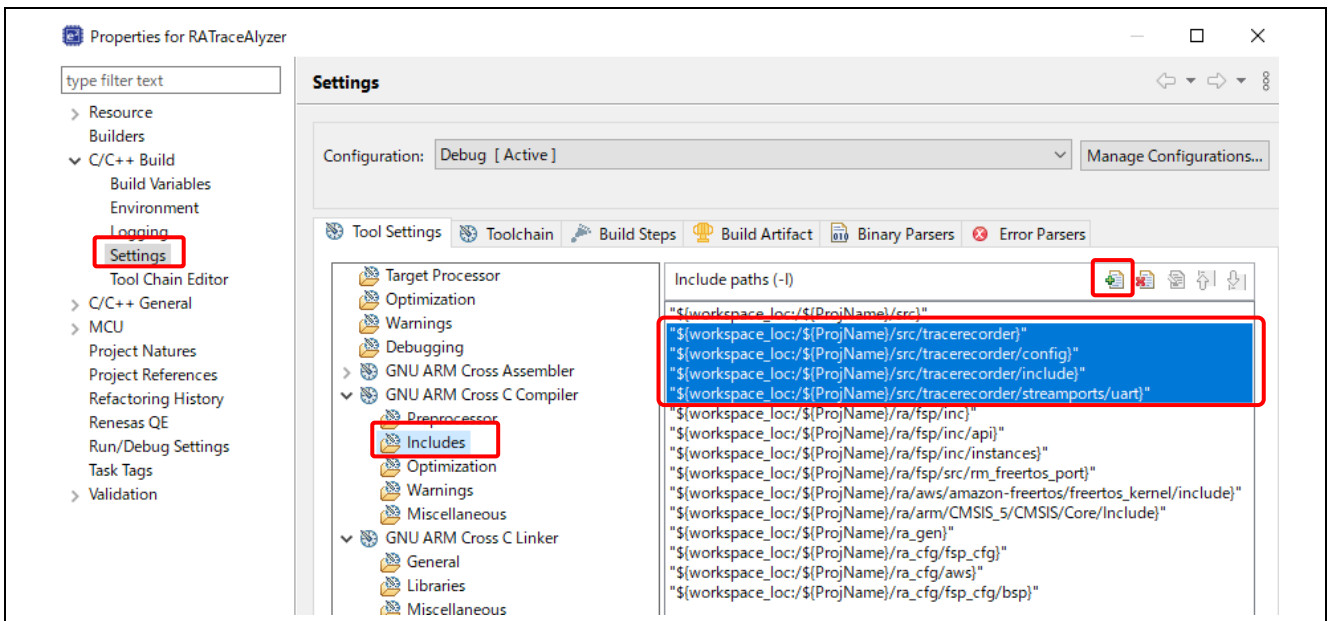 Properties for RATraceAlyzer
type filter text
Resource
Builders
C/C++ Build
Build Variables
Environment
Logging
Settings
Tool Chain Editor
C/C++ General
MCU
Project Natures
Project References
Refactoring History
Renesas QE
Run/Debug Settings
Task Tags
Validation
Settings
Configuration: Debug [ Active ]
Manage Configurations...
Tool Settings Toolchain Build Steps Build Artifact Binary Parsers Error Parsers
Target Processor
Optimization
Warnings
Debugging
GNU ARM Cross Assembler
GNU ARM Cross C Compiler
Preprocessor
Includes
Optimization
Warnings
Miscellaneous
GNU ARM Cross C Linker
General
Libraries
Miscellaneous
Include paths (-I)
"${workspace_loc:/${ProjName}/src}"
"${workspace_loc:/${ProjName}/src/tracerecorder}"
"${workspace_loc:/${ProjName}/src/tracerecorder/config}"
"${workspace_loc:/${ProjName}/src/tracerecorder/include}"
"${workspace_loc:/${ProjName}/src/tracerecorder/streamports/uart}"
"${workspace_loc:/${ProjName}/ra/fsp/inc}"
"${workspace_loc:/${ProjName}/ra/fsp/inc/api}"
"${workspace_loc:/${ProjName}/ra/fsp/inc/instances}"
"${workspace_loc:/${ProjName}/ra/fsp/src/rm_freertos_port}"
"${workspace_loc:/${ProjName}/ra/aws/amazon-freertos/freertos_kernel/include}"
"${workspace_loc:/${ProjName}/ra/arm/CMSIS_5/CMSIS/Core/Include}"
"${workspace_loc:/${ProjName}/ra_gen}"
"${workspace_loc:/${ProjName}/ra_cfg/fsp_cfg}"
"${workspace_loc:/${ProjName}/ra_cfg/aws}"
"${workspace_loc:/${ProjName}/ra_cfg/fsp_cfg/bsp}"